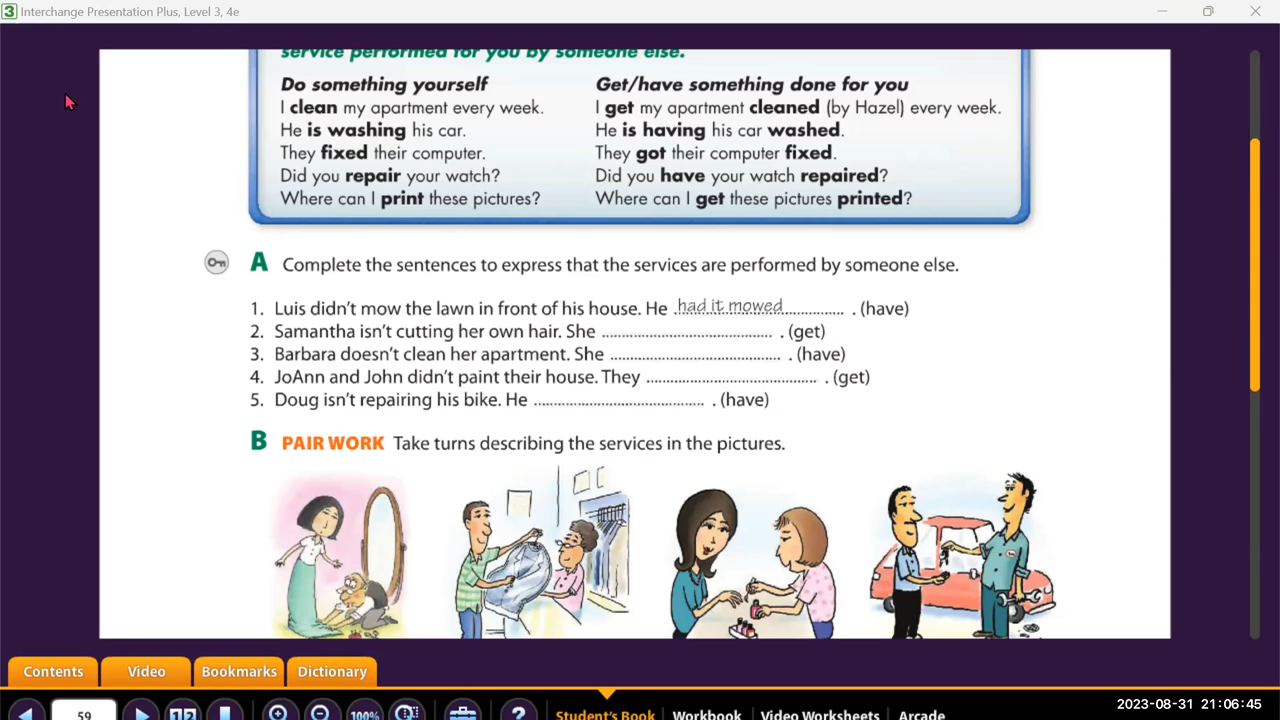 3 Interchange Presentation Plus, Level 3, 4e
service performed for you by someone else.
Do something yourself
I clean my apartment every week.
He is washing his car.
They fixed their computer.
Did you repair your watch?
Where can I print these pictures?
Get/have something done for you
I get my apartment cleaned (by Hazel) every week.
He is having his car washed.
They got their computer fixed.
Did you have your watch repaired?
Where can I get these pictures printed?
A Complete the sentences to express that the services are performed by someone else.
1. Luis didn't mow the lawn in front of his house. He had it mowed . (have)
2. Samantha isn't cutting her own hair. She ........................................... . (get)
3. Barbara doesn't clean her apartment. She ........................................... . (have)
4. JoAnn and John didn't paint their house. They ........................................... . (get)
5. Doug isn't repairing his bike. He ........................................... . (have)
B PAIR WORK Take turns describing the services in the pictures.
Contents Video Bookmarks Dictionary
59 1 2 100% ? Student's Book Workbook Video Worksheets Arcade
2023-08-31 21:06:45